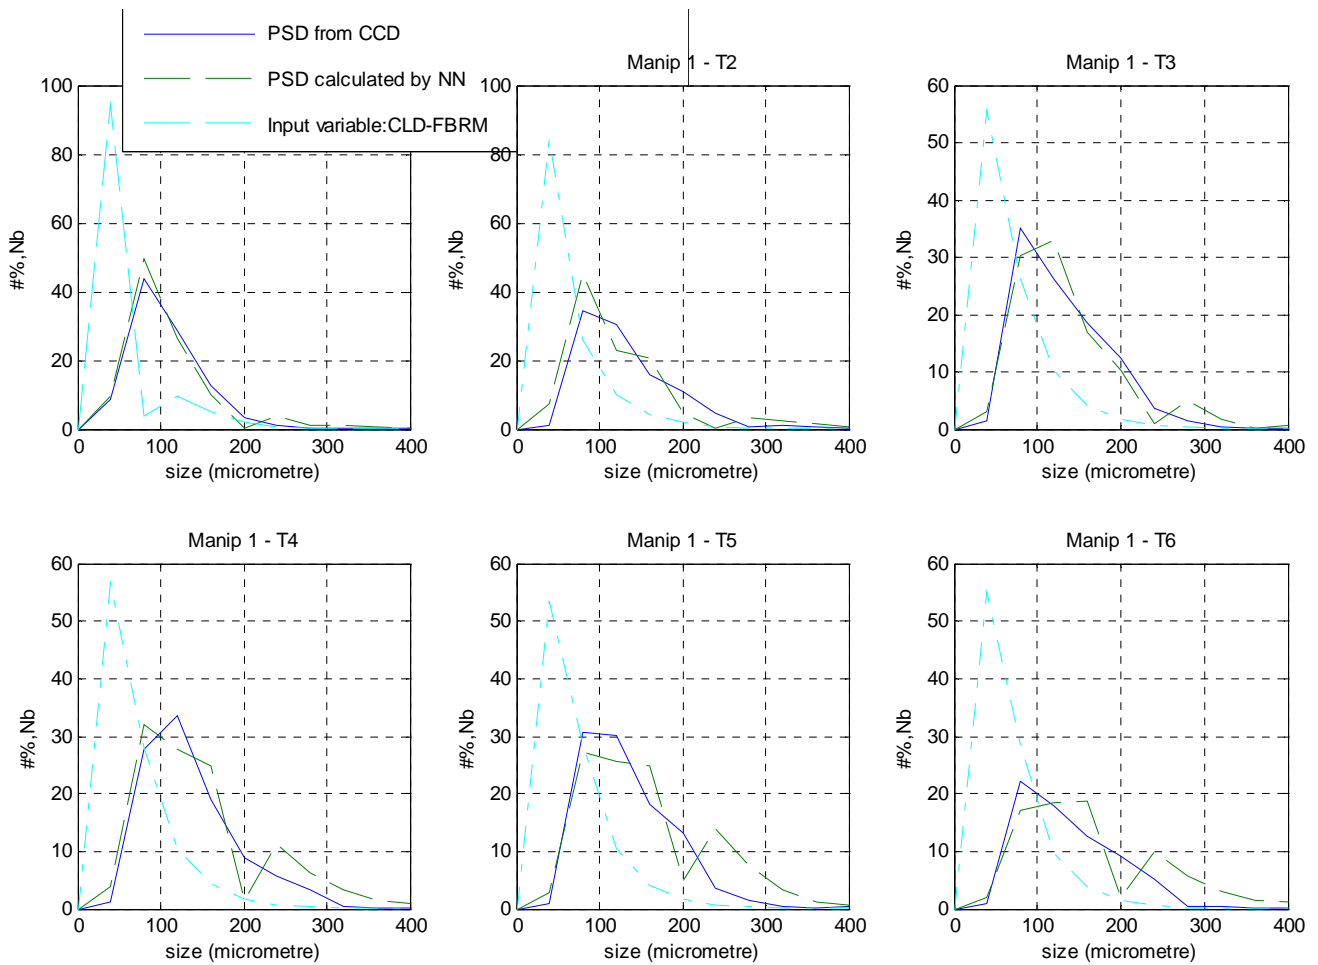 PSD from CCD
PSD calculated by NN
Input variable:CLD-FBRM
Manip 1 - T2
Manip 1 - T3
100
80
60
40
20
0
#%,Nb
0 100 200 300 400
size (micrometre)
100
80
60
40
20
0
#%,Nb
0 100 200 300 400
size (micrometre)
60
50
40
30
20
10
0
#%,Nb
0 100 200 300 400
size (micrometre)
Manip 1 - T4
60
50
40
30
20
10
0
#%,Nb
0 100 200 300 400
size (micrometre)
Manip 1 - T5
60
50
40
30
20
10
0
#%,Nb
0 100 200 300 400
size (micrometre)
Manip 1 - T6
60
50
40
30
20
10
0
#%,Nb
0 100 200 300 400
size (micrometre)